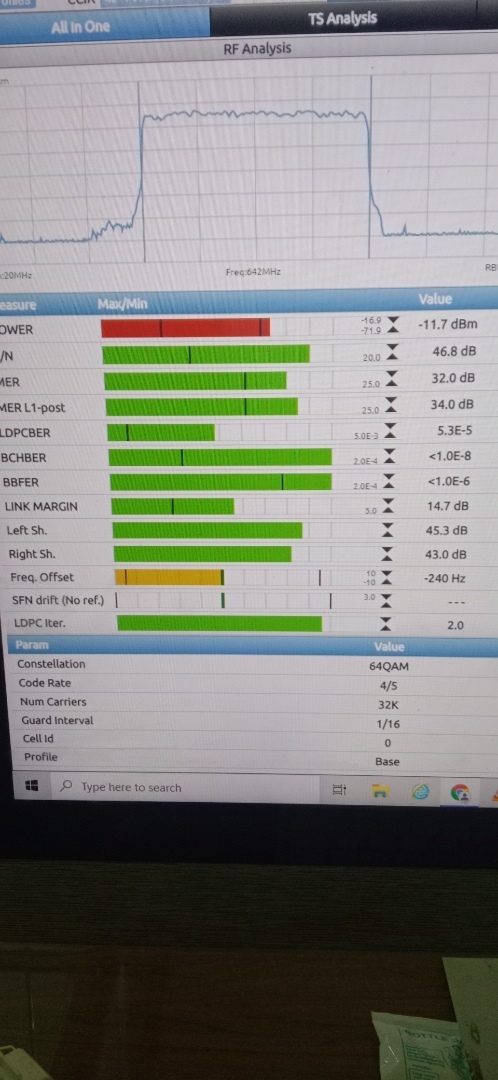 All In One
TS Analysis
RF Analysis
:20MHz
Freq:642MHz
RB
easure Max/Min Value
OWER -16.9 -71.9 -11.7 dBm
/N 20.0 46.8 dB
MER 25.0 32.0 dB
MER L1-post 25.0 34.0 dB
LDPCBER 5.0E-3 5.3E-5
BCHBER 2.0E-4 <1.0E-8
BBFER 2.0E-4 <1.0E-6
LINK MARGIN 5.0 14.7 dB
Left Sh. 45.3 dB
Right Sh. 43.0 dB
Freq. Offset 10 -10 -240 Hz
SFN drift (No ref.) 3.0 ---
LDPC Iter. 2.0
Param Value
Constellation 64QAM
Code Rate 4/5
Num Carriers 32K
Guard Interval 1/16
Cell Id 0
Profile Base
Type here to search